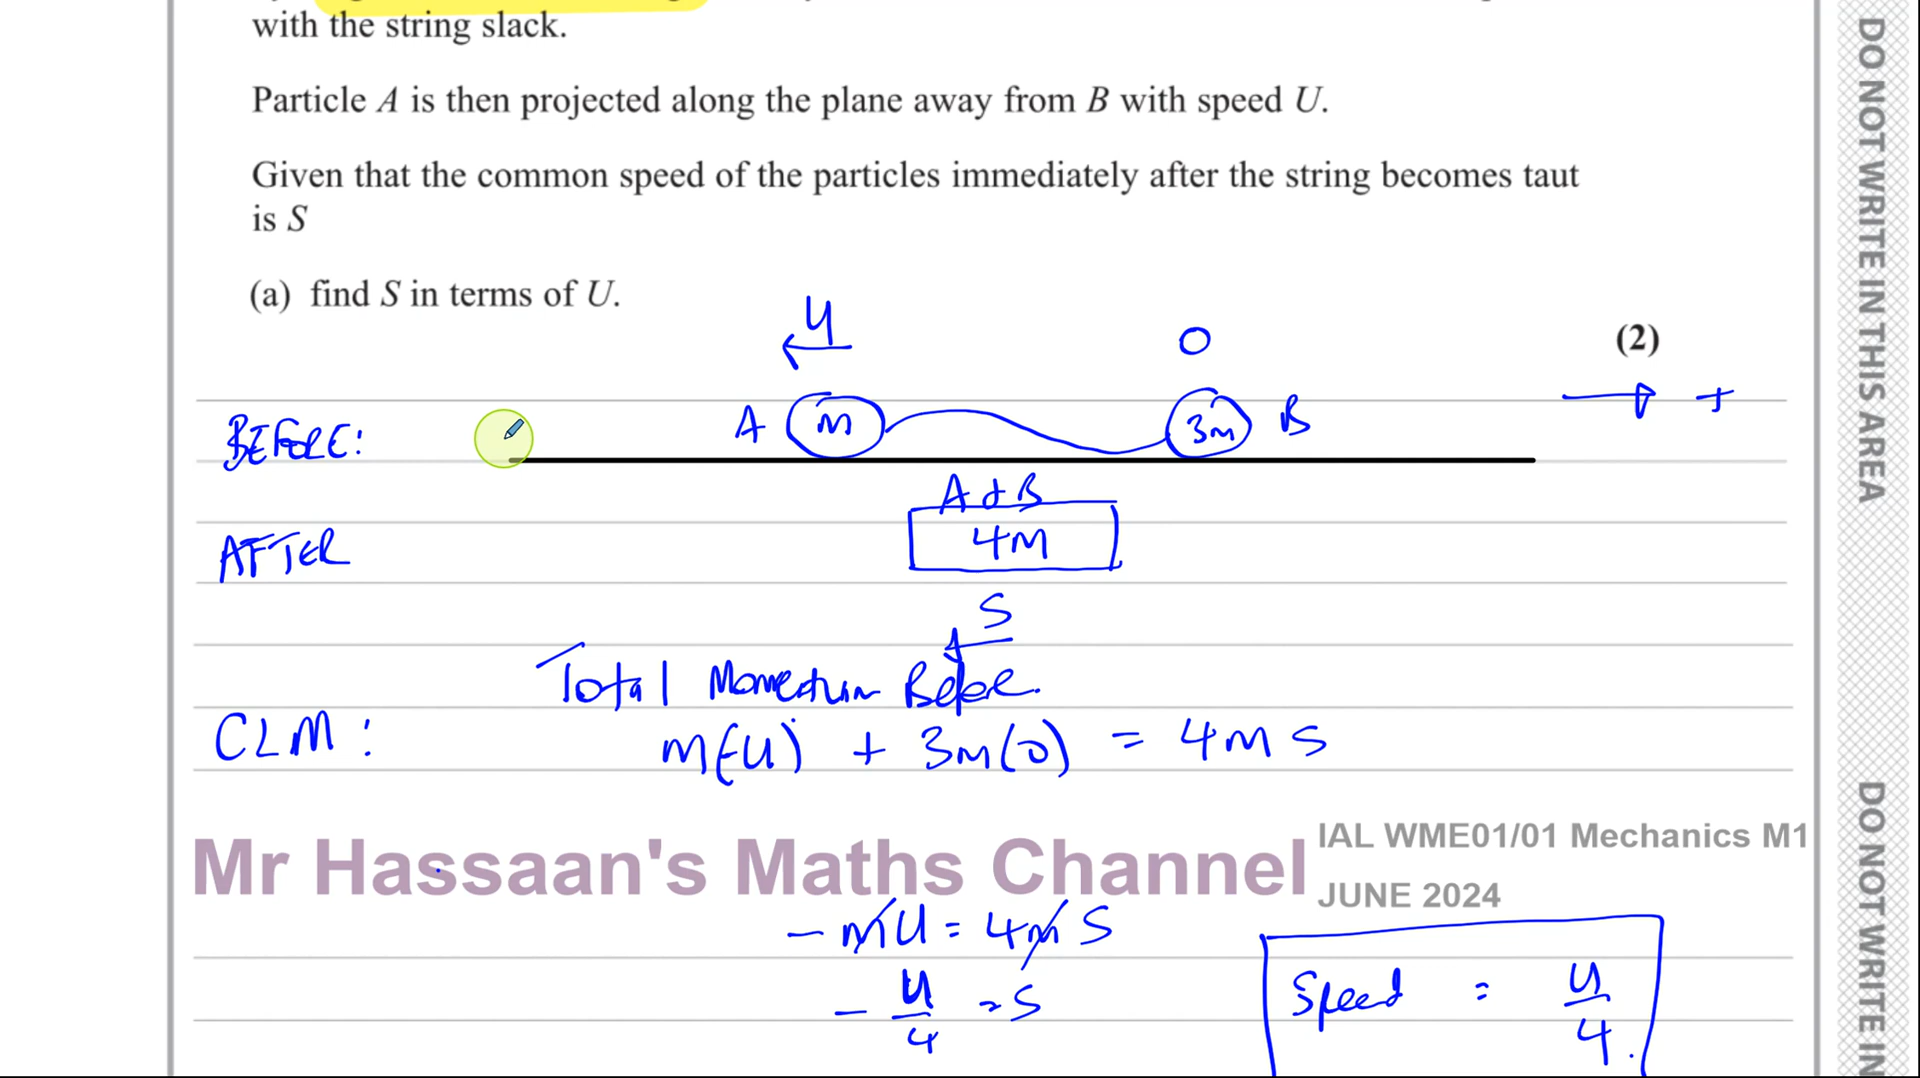 with the string slack.
Particle A is then projected along the plane away from B with speed U.
Given that the common speed of the particles immediately after the string becomes taut
is S
(a) find S in terms of U.
(2)
U
O
+
BEFORE:
A
m
3m
B
A & B
4M
AFTER
S
Total Momentum Before.
CLM:
m(-U) + 3m(0) = 4m S
Mr Hassaan's Maths Channel
IAL WME01/01 Mechanics M1
JUNE 2024
- mU = 4m S
- U/4 = S
Speed = U/4.
DO NOT WRITE IN THIS AREA
DO NOT WRITE IN